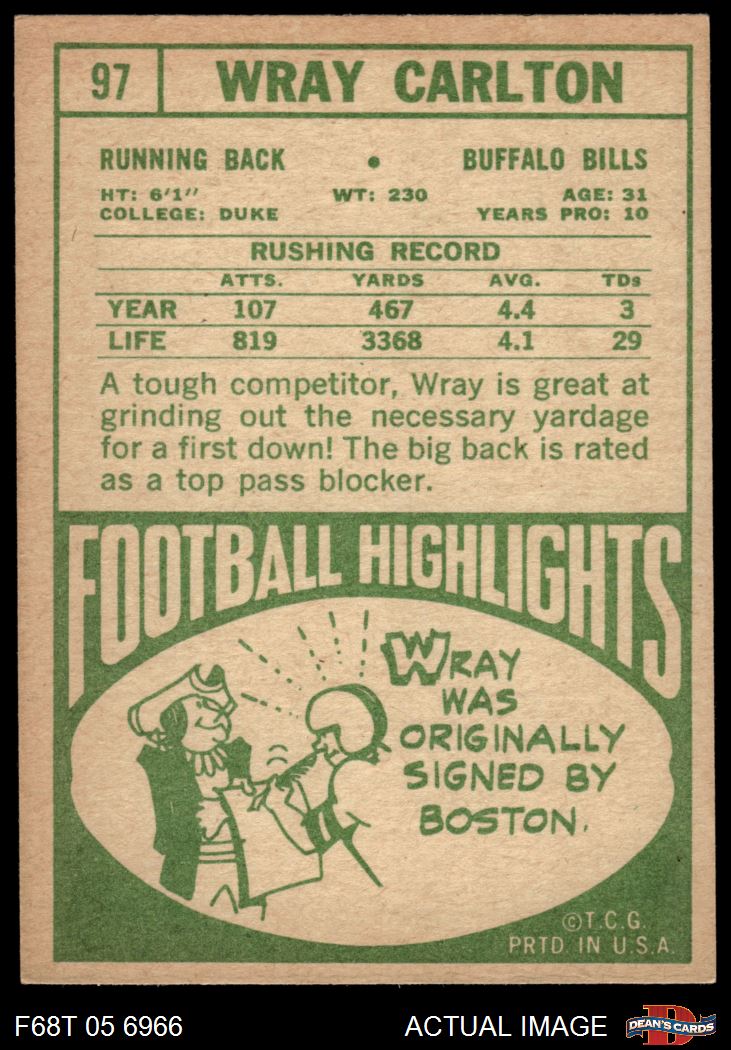 97 WRAY CARLTON
RUNNING BACK • BUFFALO BILLS
HT: 6'1" WT: 230 AGE: 31
COLLEGE: DUKE YEARS PRO: 10
RUSHING RECORD
ATTS. YARDS AVG. TDs
YEAR 107 467 4.4 3
LIFE 819 3368 4.1 29
A tough competitor, Wray is great at
grinding out the necessary yardage
for a first down! The big back is rated
as a top pass blocker.
FOOTBALL HIGHLIGHTS
WRAY
WAS
ORIGINALLY
SIGNED BY
BOSTON.
©T.C.G.
PRTD. IN U.S.A.
F68T 05 6966 ACTUAL IMAGE D DEAN'S CARDS